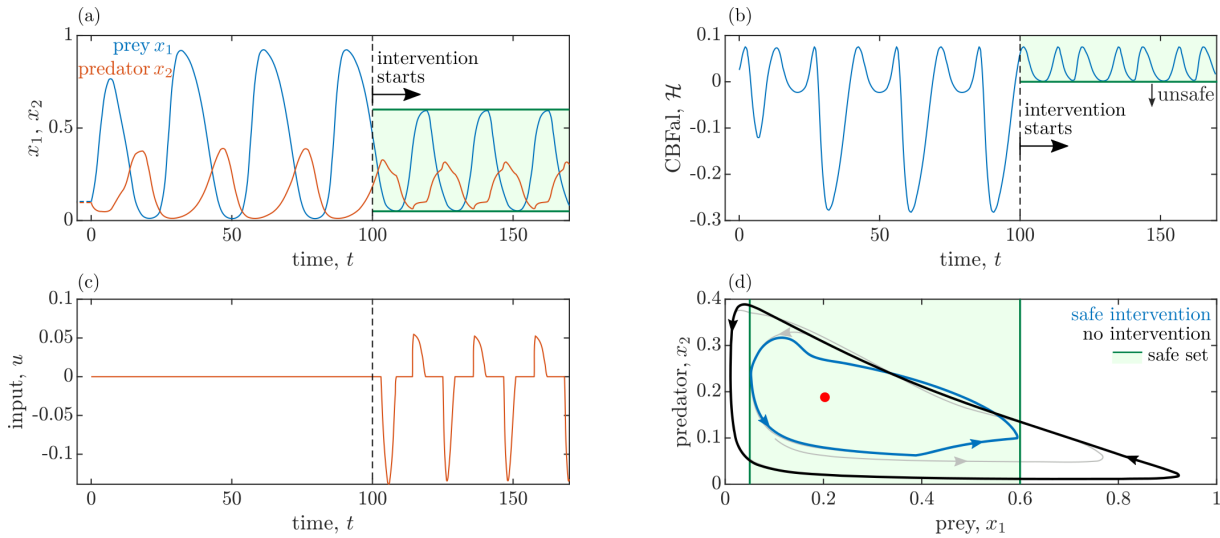 (a)
1
0.5
0
x₁, x₂
prey x₁
predator x₂
intervention
starts
0
50
100
150
time, t
(b)
0.1
0
-0.1
-0.2
-0.3
CBFal, ℋ
unsafe
intervention
starts
0
50
100
150
time, t
(c)
0.1
0.05
0
-0.05
-0.1
input, u
0
50
100
150
time, t
(d)
0.4
0.3
0.2
0.1
0
predator, x₂
safe intervention
no intervention
safe set
0
0.2
0.4
0.6
0.8
1
prey, x₁